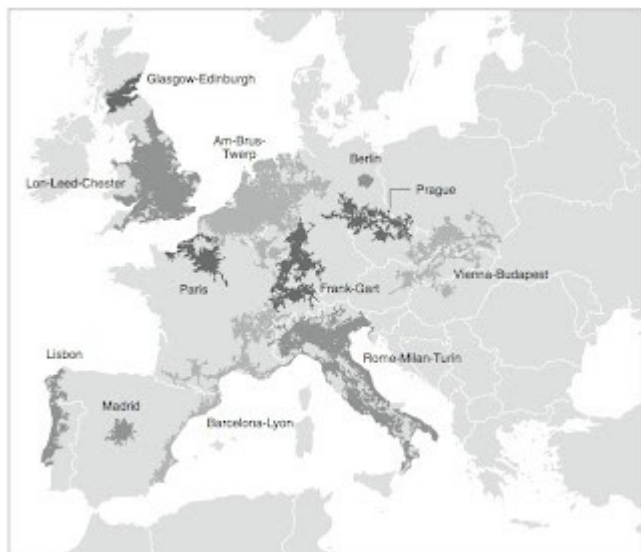 Glasgow-Edinburgh
Am-Brus-
Twerp
Berlin
Lon-Leed-Chester
Prague
Vienna-Budapest
Paris
Frank-Gart
Lisbon
Rome-Milan-Turin
Madrid
Barcelona-Lyon